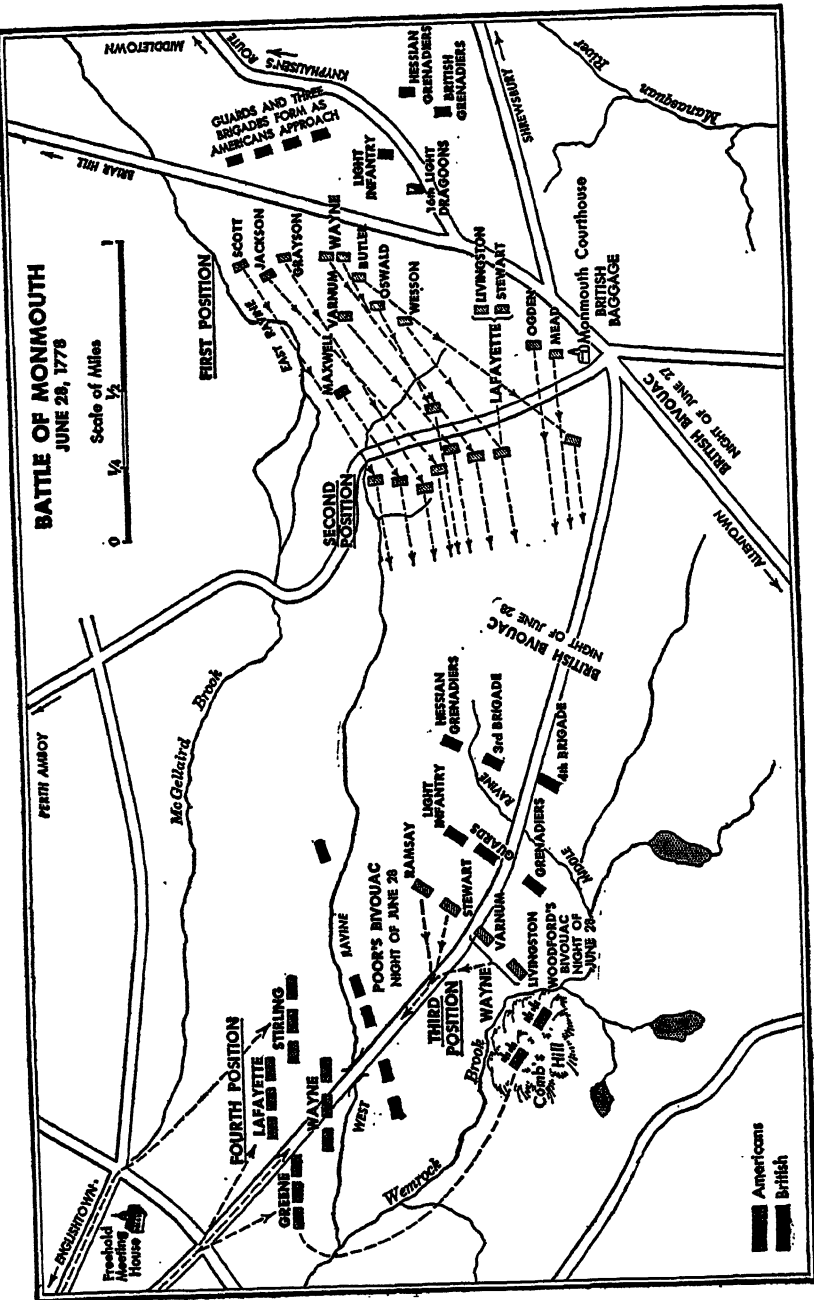 BATTLE OF MONMOUTH
JUNE 28, 1778
Scale of Miles
0 1/4 1/2 1
PERTH AMBOY
McGellaird Brook
ENGLISHTOWN
Freehold
Meeting
House
FOURTH POSITION
LAFAYETTE
STIRLING
WAYNE
GREENE
WEST
RAVINE
POOR'S BIVOUAC
NIGHT OF JUNE 28
THIRD
POSITION
RAMSAY
STEWART
VARNUM
LIVINGSTON
WAYNE
Wemrock
Brook
Comb's
Hill
WOODFORD'S
BIVOUAC
NIGHT OF
JUNE 28
LIGHT
INFANTRY
GUARDS
GRENADIERS
HESSIAN
GRENADIERS
3rd BRIGADE
4th BRIGADE
MIDDLE
RAVINE
BRITISH BIVOUAC
NIGHT OF JUNE 28
SECOND
POSITION
FIRST POSITION
EAST RAVINE
SCOTT
JACKSON
GRAYSON
WAYNE
BUTLER
VARNUM
OSWALD
MAXWELL
WESSON
LAFAYETTE
LIVINGSTON
STEWART
OGDEN
MEAD
Monmouth Courthouse
BRITISH
BAGGAGE
BRITISH BIVOUAC
NIGHT OF JUNE 27
ALLENTOWN
BRIAR HILL
MIDDLETOWN
KNYPHAUSEN'S ROUTE
GUARDS AND THREE
BRIGADES FORM AS
AMERICANS APPROACH
LIGHT
INFANTRY
16th LIGHT
DRAGOONS
HESSIAN
GRENADIERS
BRITISH
GRENADIERS
SHREWSBURY
Manasquan
River
Americans
British